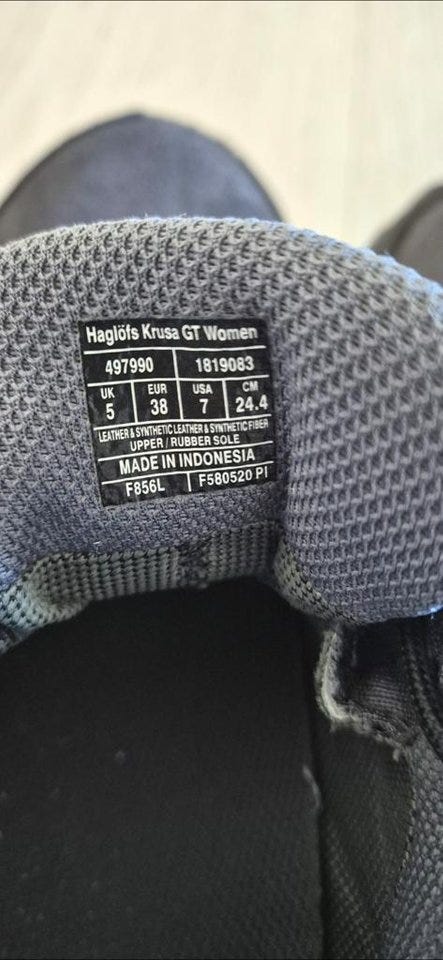 Haglöfs Krusa GT Women
497990 1819083
UK EUR USA CM
5 38 7 24.4
LEATHER & SYNTHETIC LEATHER & SYNTHETIC FIBER
UPPER / RUBBER SOLE
MADE IN INDONESIA
F856L F580520 PI